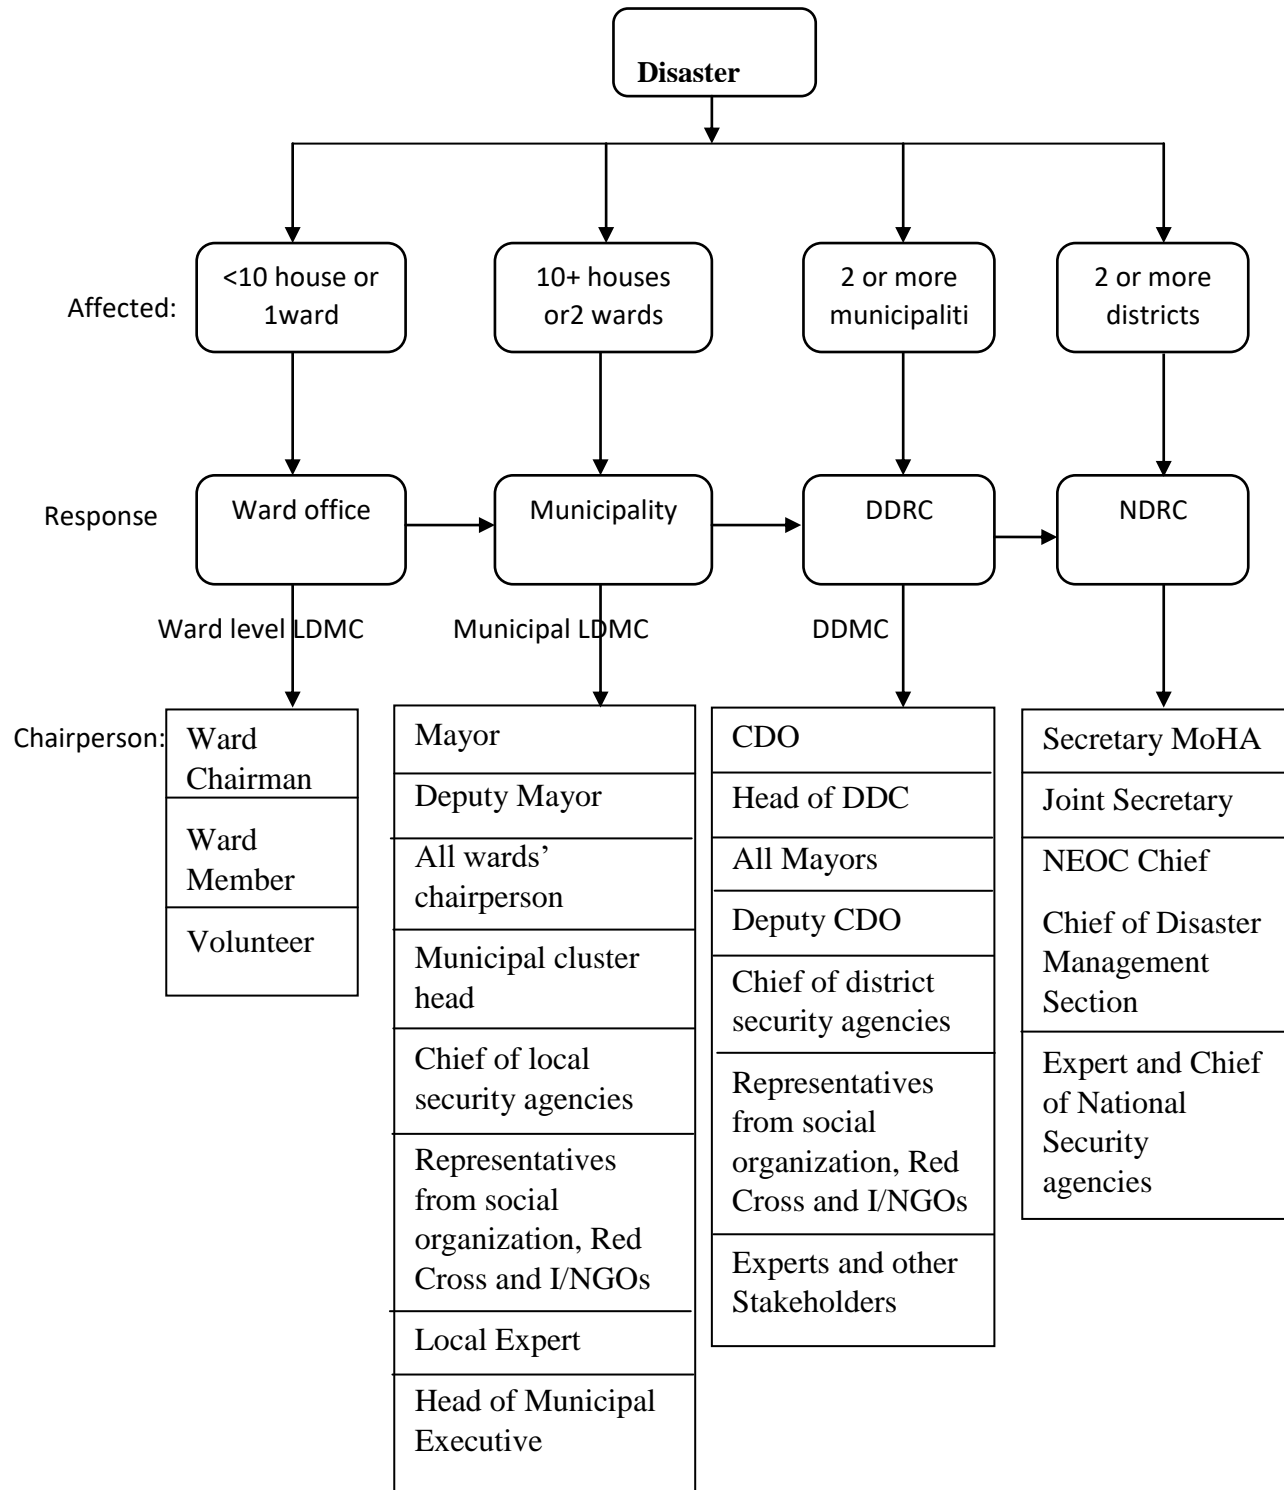 Disaster
Affected:
<10 house or
1ward
10+ houses
or2 wards
2 or more
municipaliti
2 or more
districts
Response
Ward office
Municipality
DDRC
NDRC
Ward level LDMC
Municipal LDMC
DDMC
Chairperson:
Ward
Chairman
Ward
Member
Volunteer
Mayor
Deputy Mayor
All wards’
chairperson
Municipal cluster
head
Chief of local
security agencies
Representatives
from social
organization, Red
Cross and I/NGOs
Local Expert
Head of Municipal
Executive
CDO
Head of DDC
All Mayors
Deputy CDO
Chief of district
security agencies
Representatives
from social
organization, Red
Cross and I/NGOs
Experts and other
Stakeholders
Secretary MoHA
Joint Secretary
NEOC Chief
Chief of Disaster
Management
Section
Expert and Chief
of National
Security
agencies